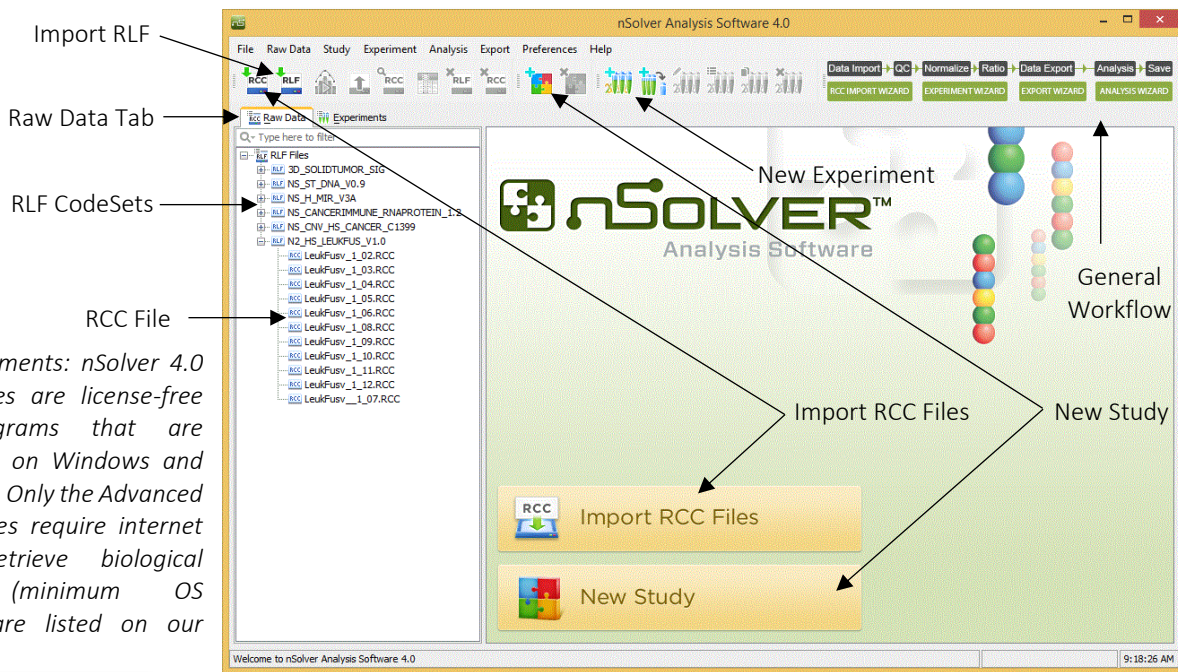 nSolver Analysis Software 4.0
File Raw Data Study Experiment Analysis Export Preferences Help
RCC RLF RCC RLF RCC
Data Import QC Normalize Ratio Data Export Analysis Save
RCC IMPORT WIZARD EXPERIMENT WIZARD EXPORT WIZARD ANALYSIS WIZARD
Raw Data Experiments
Type here to filter
RLF Files
3D_SOLIDTUMOR_SIG
NS_ST_DNA_V0.9
NS_H_MIR_V3A
NS_CANCERIMMUNE_RNAPROTEIN_1.2
NS_CNV_HS_CANCER_C1399
N2_HS_LEUKFUS_V1.0
LeukFusv_1_02.RCC
LeukFusv_1_03.RCC
LeukFusv_1_04.RCC
LeukFusv_1_05.RCC
LeukFusv_1_06.RCC
LeukFusv_1_08.RCC
LeukFusv_1_09.RCC
LeukFusv_1_10.RCC
LeukFusv_1_11.RCC
LeukFusv_1_12.RCC
LeukFusv__1_07.RCC
nSOLVER™
Analysis Software
RCC
Import RCC Files
New Study
Welcome to nSolver Analysis Software 4.0
9:18:26 AM
Import RLF
Raw Data Tab
RLF CodeSets
RCC File
New Experiment
General
Workflow
Import RCC Files
New Study
ments: nSolver 4.0
es are license-free
grams that are
on Windows and
Only the Advanced
es require internet
etrieve biological
(minimum OS
are listed on our